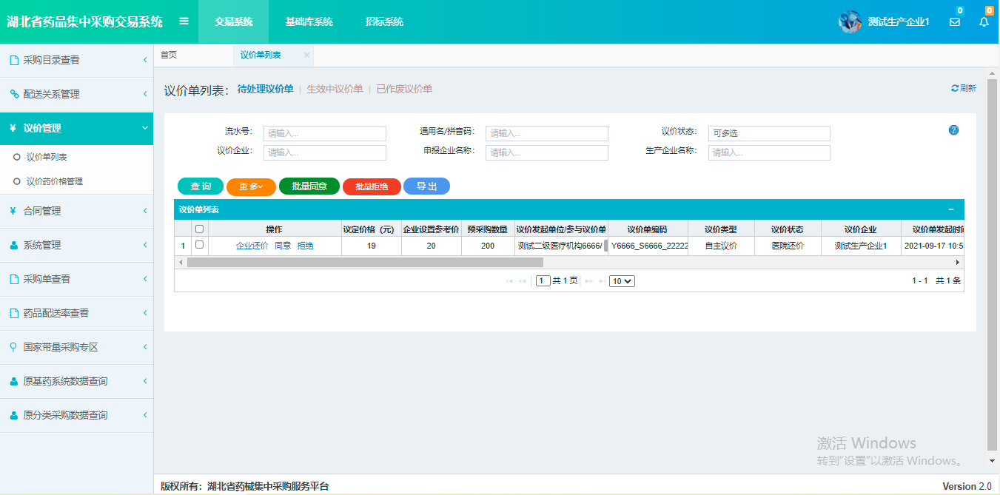 湖北省药品集中采购交易系统 交易系统 基础库系统 招标系统 测试生产企业1 0 0
采购目录查看
配送关系管理
议价管理
议价单列表
议价药价格管理
合同管理
系统管理
采购单查看
药品配送率查看
国家带量采购专区
原基药系统数据查询
原分类采购数据查询
首页 议价单列表 ×
议价单列表: 待处理议价单 | 生效中议价单 | 已作废议价单 刷新
流水号: 请输入... 通用名/拼音码: 请输入... 议价状态: 可多选 ?
议价企业: 请输入... 申报企业名称: 请输入... 生产企业名称: 请输入...
查 询 更 多 批量同意 批量拒绝 导 出
议价单列表
操作 议定价格（元） 企业设置参考价 预采购数量 议价发起单位/参与议价单 议价单编码 议价类型 议价状态 议价企业 议价单发起时间
1 企业还价 同意 拒绝 19 20 200 测试二级医疗机构6666/ Y6666_S6666_22222 自主议价 医院还价 测试生产企业1 2021-09-17 10:5
1 共 1 页 10 1 - 1 共 1 条
激活 Windows
转到"设置"以激活 Windows。
版权所有：湖北省药械集中采购服务平台 Version 2.0